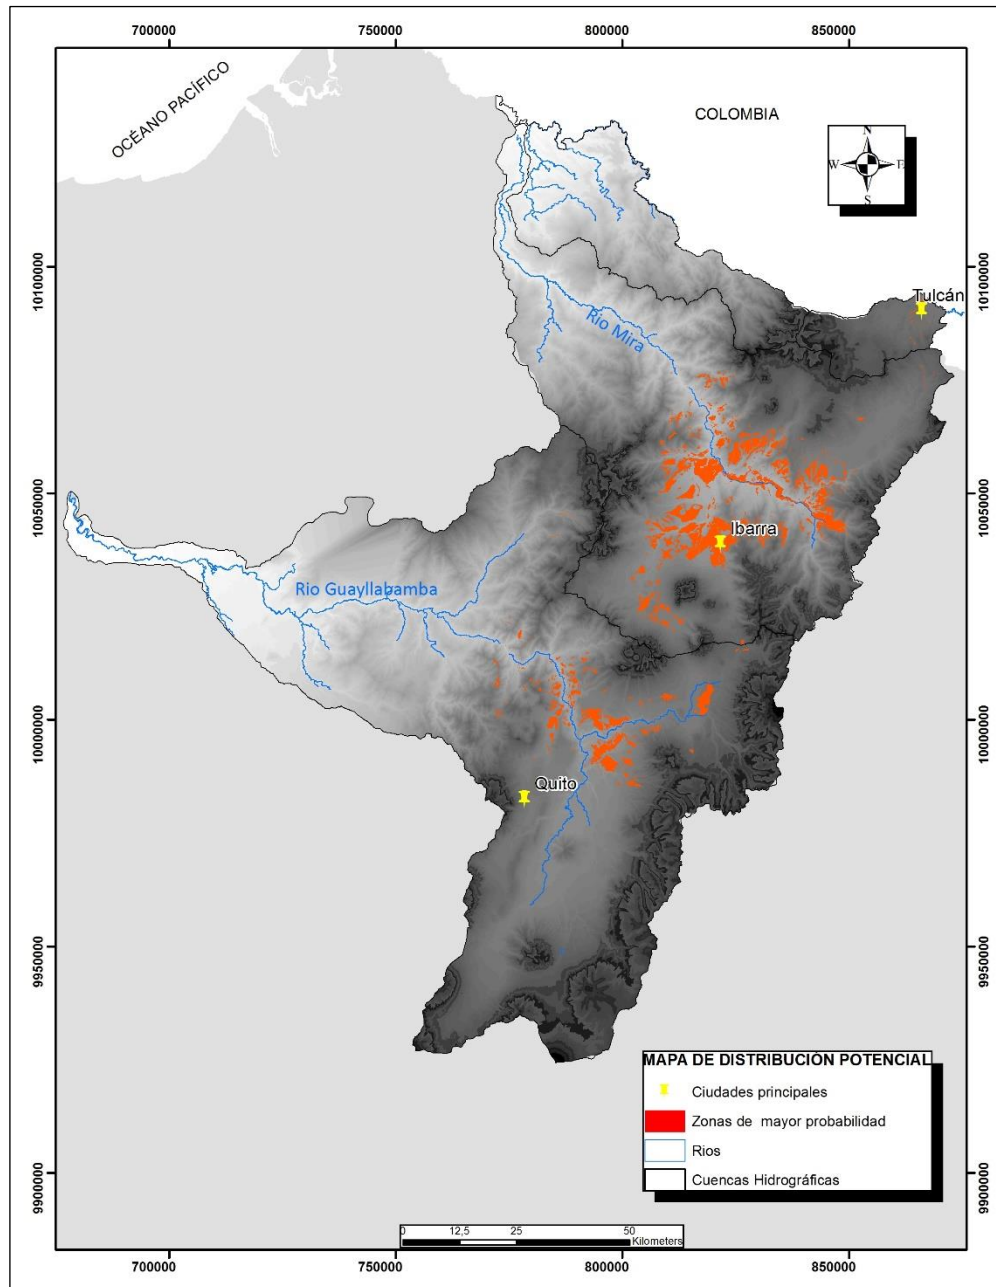 700000 750000 800000 850000
OCÉANO PACÍFICO
COLOMBIA
N
W E
S
10100000 10100000
Tulcán
Rio Mira
10050000 10050000
Ibarra
Rio Guayllabamba
10000000 10000000
Quito
9950000 9950000
MAPA DE DISTRIBUCIÓN POTENCIAL
Ciudades principales
Zonas de mayor probabilidad
Rios
Cuencas Hidrográficas
9900000 9900000
0 12,5 25 50
Kilometers
700000 750000 800000 850000